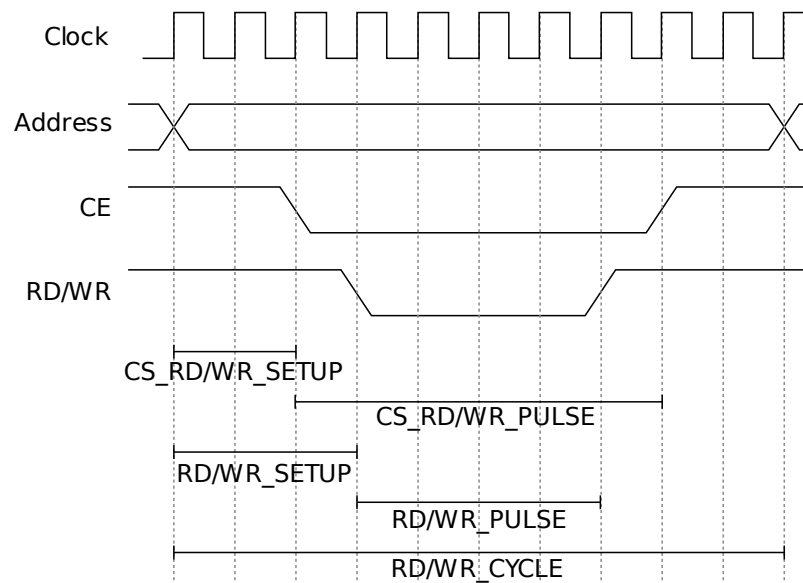 Clock
Address
CE
RD/WR
CS_RD/WR_SETUP
CS_RD/WR_PULSE
RD/WR_SETUP
RD/WR_PULSE
RD/WR_CYCLE